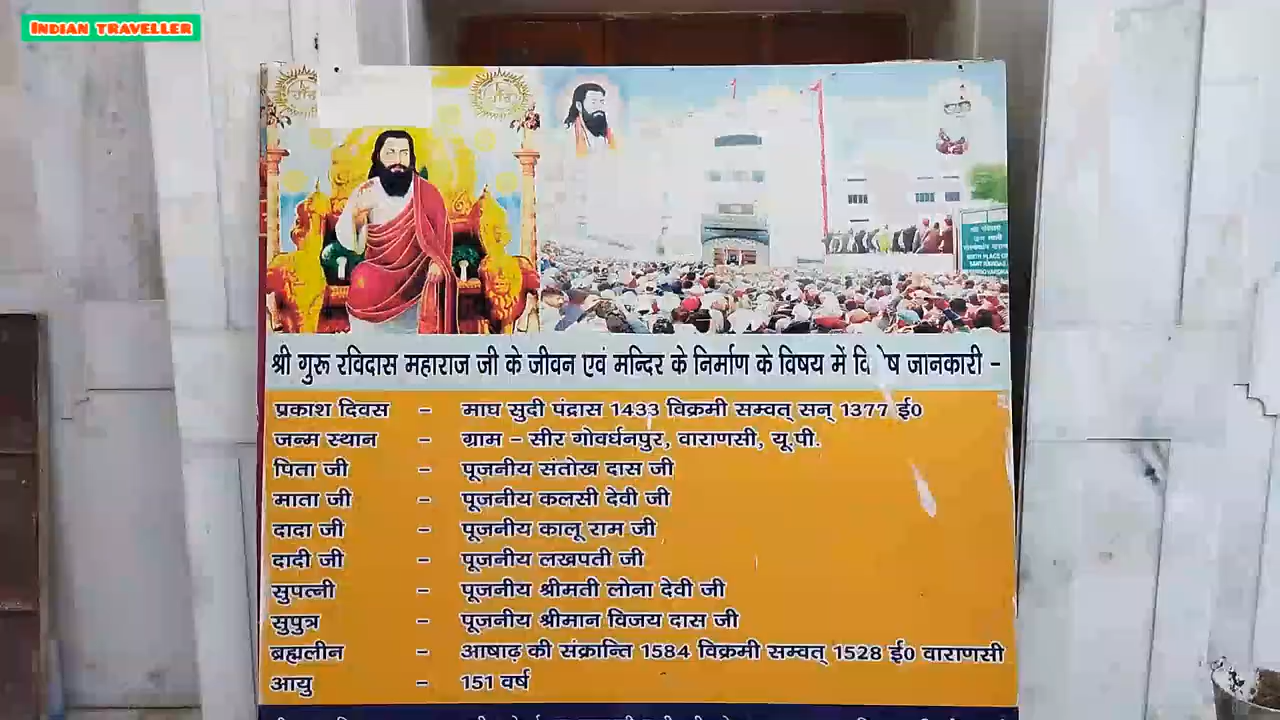 INDIAN TRAVELLER
श्री गुरू रविदास महाराज जी के जीवन एवं मन्दिर के निर्माण के विषय में वि ेष जानकारी -
प्रकाश दिवस - माघ सुदी पंद्रास 1433 विक्रमी सम्वत् सन् 1377 ई0
जन्म स्थान - ग्राम - सीर गोवर्धनपुर, वाराणसी, यू.पी.
पिता जी - पूजनीय संतोख दास जी
माता जी - पूजनीय कलसी देवी जी
दादा जी - पूजनीय कालू राम जी
दादी जी - पूजनीय लखपती जी
सुपत्नी - पूजनीय श्रीमती लोना देवी जी
सुपुत्र - पूजनीय श्रीमान विजय दास जी
ब्रह्मलीन - आषाढ़ की संक्रान्ति 1584 विक्रमी सम्वत् 1528 ई0 वाराणसी
आयु - 151 वर्ष